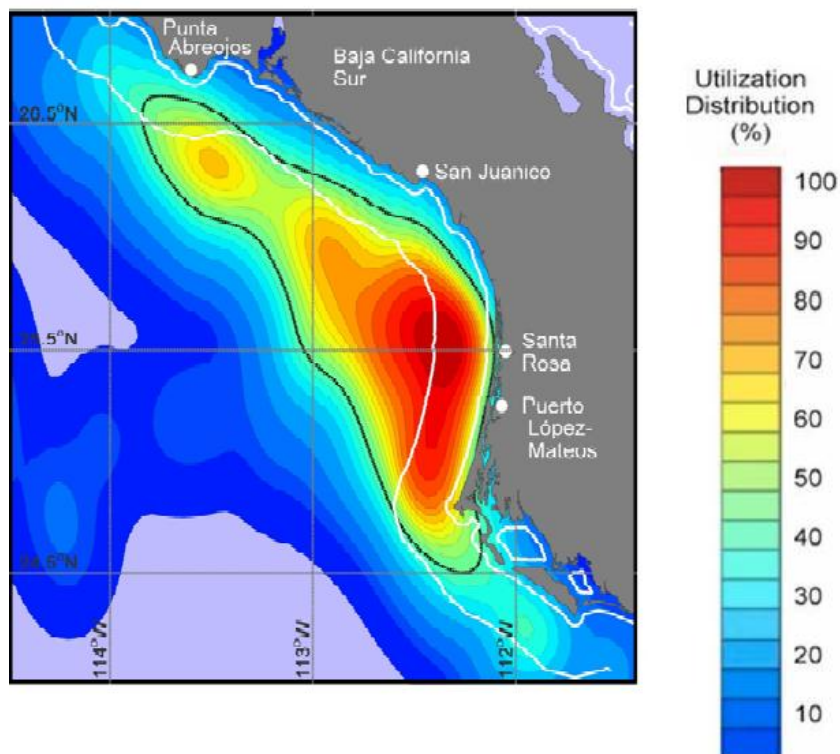 Punta
Abreojos
Baja California
Sur
San Juanico
Santa
Rosa
Puerto
López-
Mateos
114°W
113°W
112°W
Utilization
Distribution
(%)
100
90
80
70
60
50
40
30
20
10